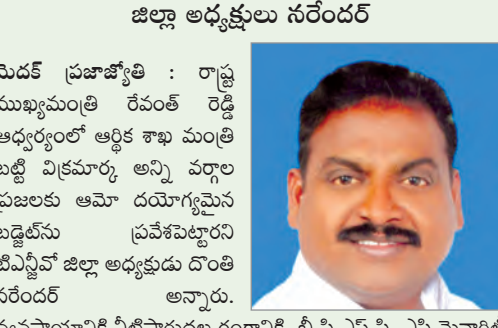 జిల్లా అధ్యక్షులు నరేందర్
మెదక్ ప్రజాజ్యోతి : రాష్ట్ర
ముఖ్యమంత్రి రేవంత్ రెడ్డి
ఆధ్వర్యంలో ఆర్థిక శాఖ మంత్రి
బట్టి విక్రమార్క అన్ని వర్గాల
ప్రజలకు ఆమో దయోగ్యమైన
బడ్జెట్‌ను ప్రవేశపెట్టారని
టిఎన్జీవో జిల్లా అధ్యక్షుడు దొంతి
నరేందర్ అన్నారు.